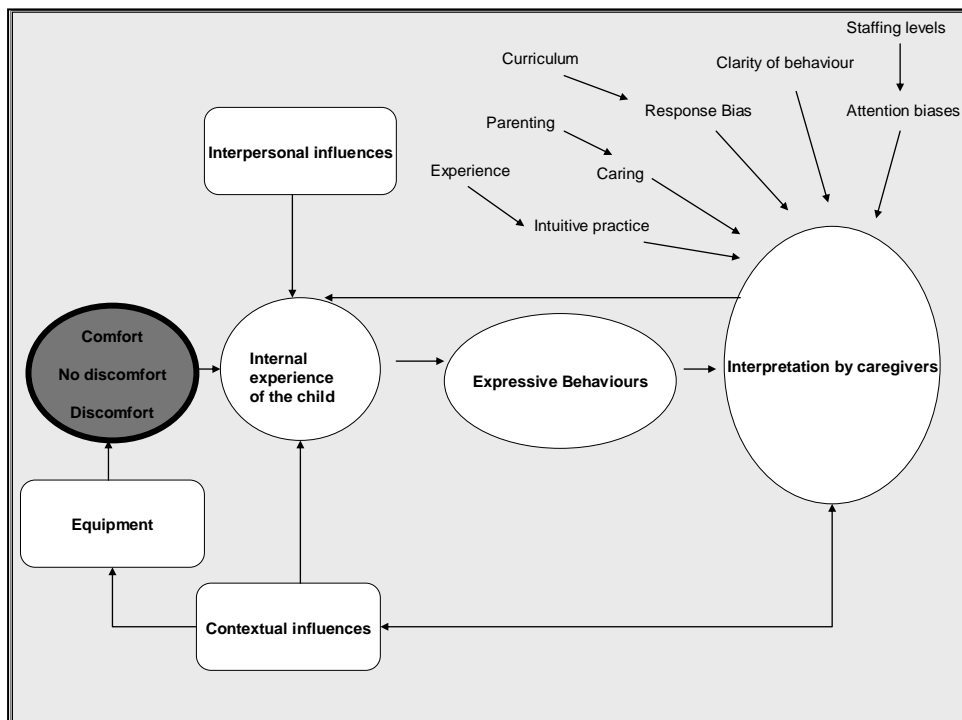 Staffing levels
Curriculum
Clarity of behaviour
Response Bias
Attention biases
Parenting
Interpersonal influences
Experience
Caring
Intuitive practice
Comfort
No discomfort
Discomfort
Internal
experience
of the child
Expressive Behaviours
Interpretation by caregivers
Equipment
Contextual influences